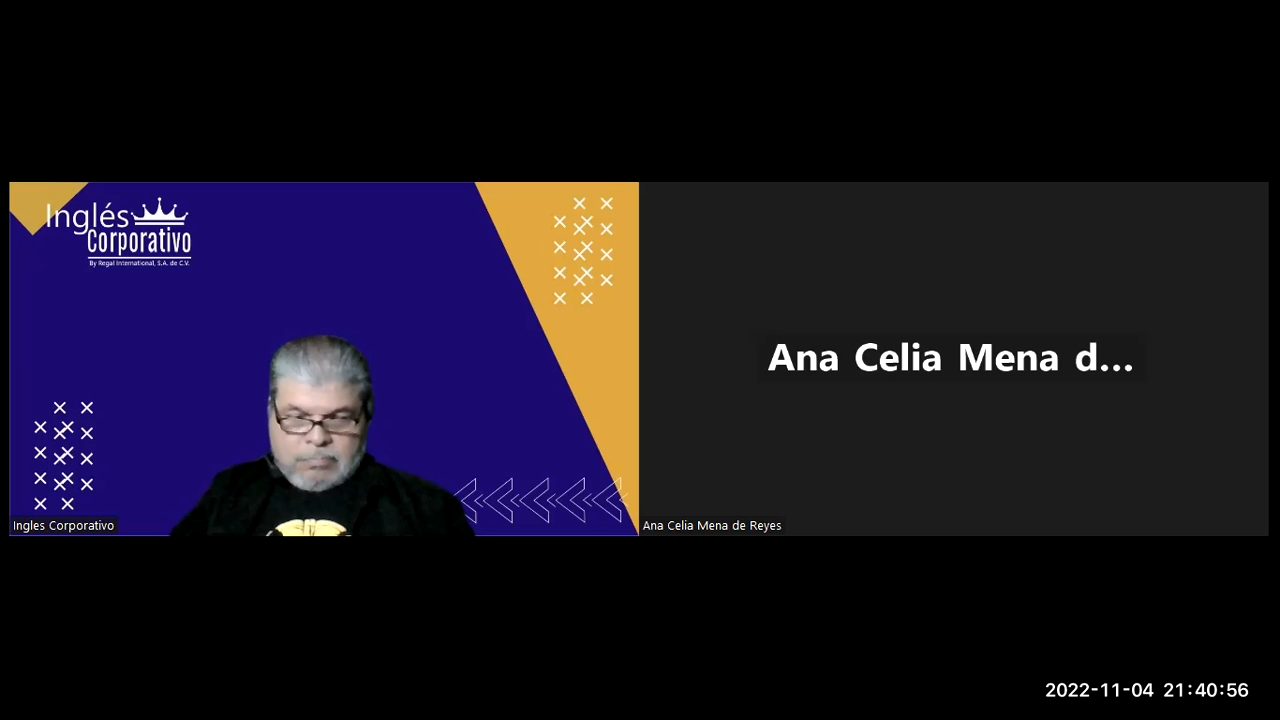 Inglés
Corporativo
By Regal International, S.A. de C.V.
Ana Celia Mena d...
Ingles Corporativo
Ana Celia Mena de Reyes
2022-11-04 21:40:56